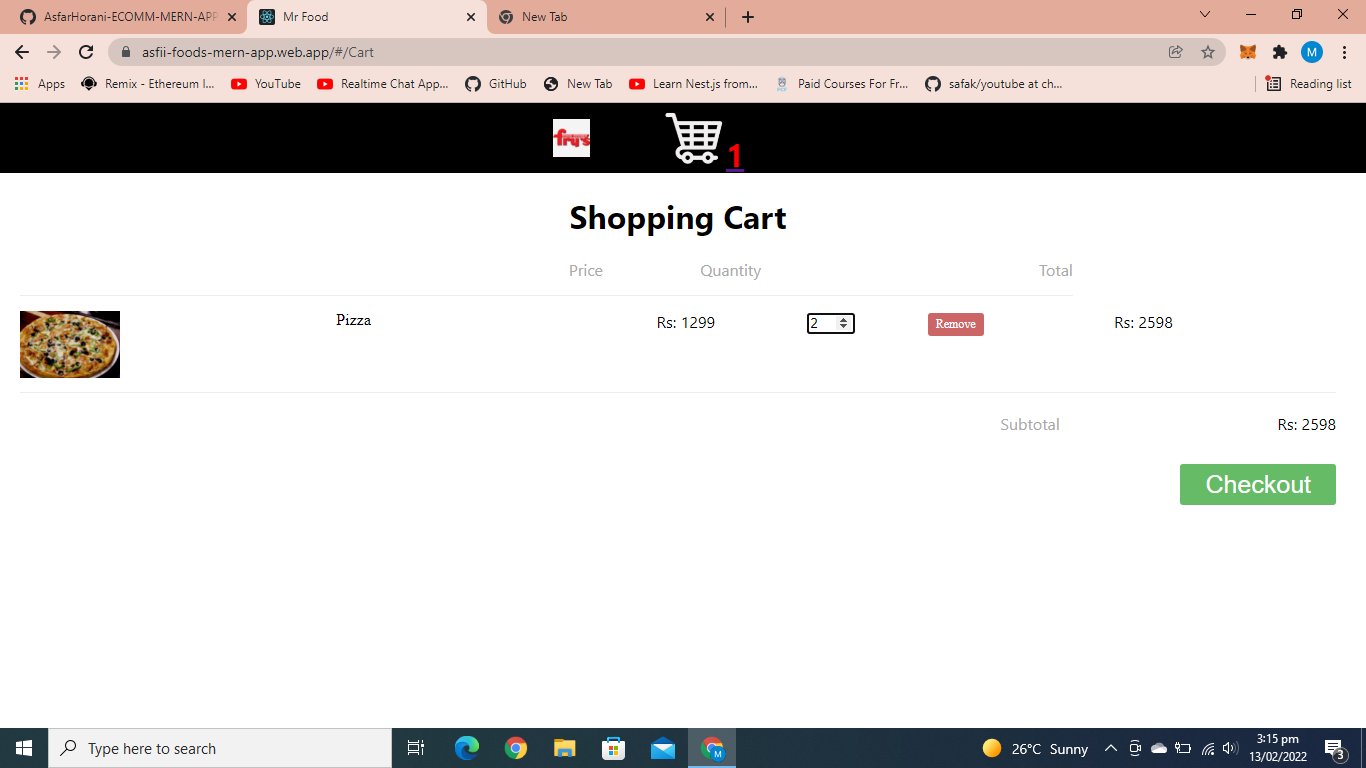 AsfarHorani-ECOMM-MERN-APP
Mr Food
New Tab
asfii-foods-mern-app.web.app/#/Cart
M
Apps
Remix - Ethereum I...
YouTube
Realtime Chat App...
GitHub
New Tab
Learn Nest.js from...
Paid Courses For Fr...
safak/youtube at ch...
Reading list
fry's
1
Shopping Cart
Price Quantity Total
Pizza Rs: 1299 2 Remove Rs: 2598
Subtotal Rs: 2598
Checkout
Type here to search
M
26°C Sunny
3:15 pm
13/02/2022
3